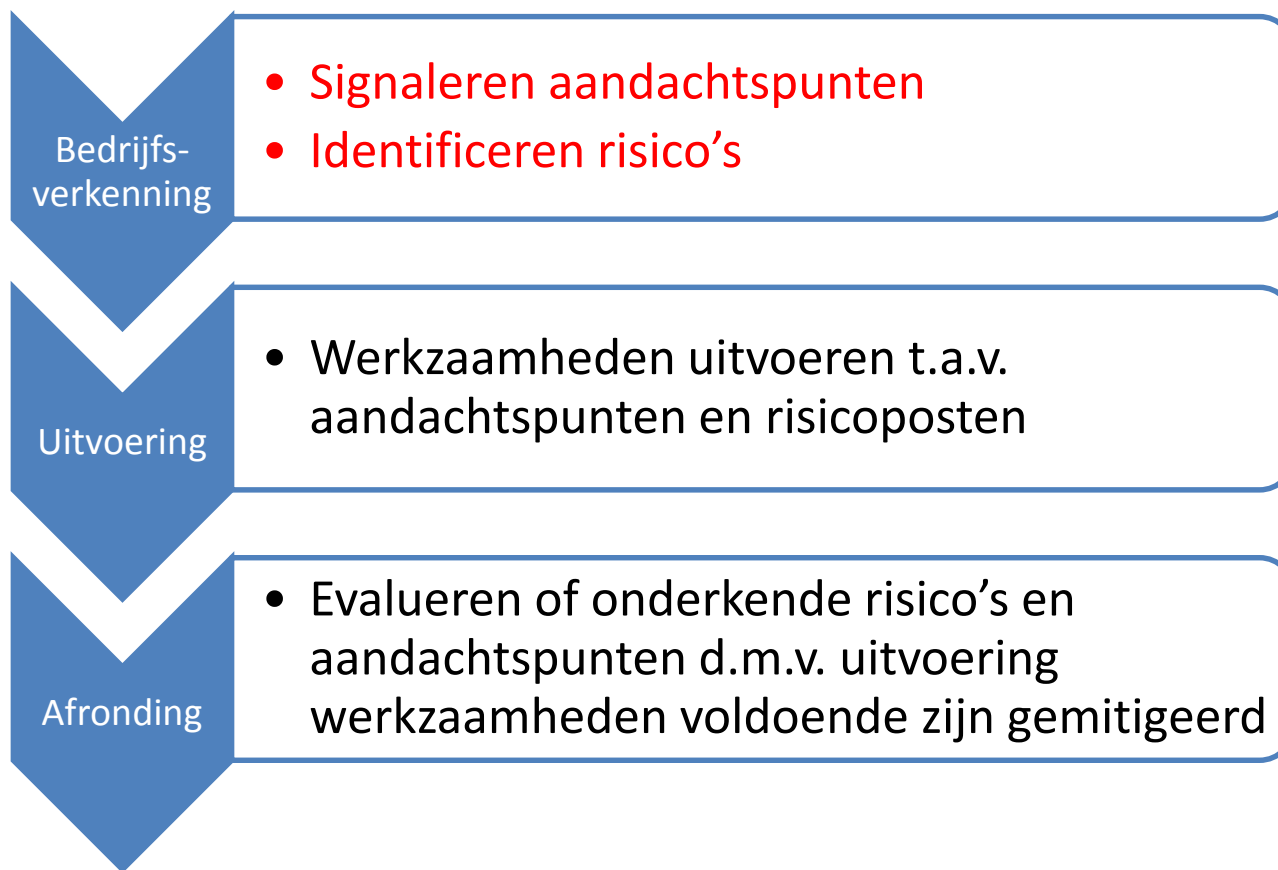 Bedrijfs-
verkenning
• Signaleren aandachtspunten
• Identificeren risico’s
Uitvoering
• Werkzaamheden uitvoeren t.a.v.
aandachtspunten en risicoposten
Afronding
• Evalueren of onderkende risico’s en
aandachtspunten d.m.v. uitvoering
werkzaamheden voldoende zijn gemitigeerd